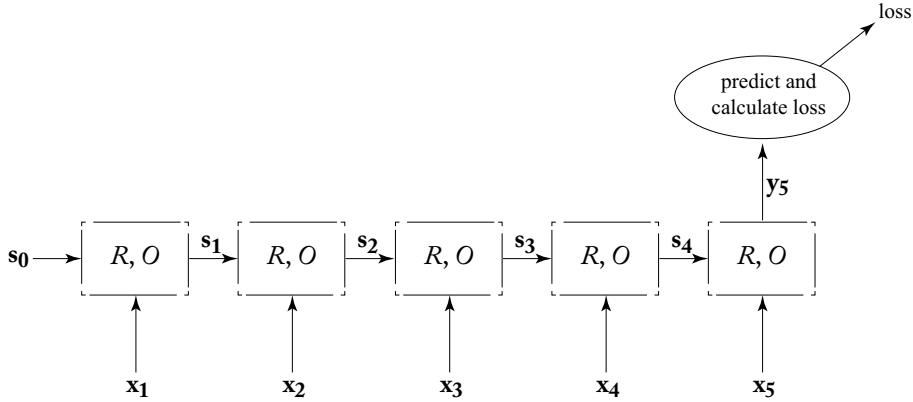 loss
predict and
calculate loss
y5
s0 s1 s2 s3 s4
R, O R, O R, O R, O R, O
x1 x2 x3 x4 x5